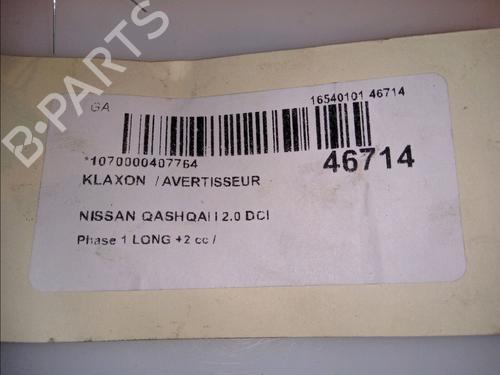 B-PARTS
GA
16540101 46714
*1070000407764
46714
KLAXON /AVERTISSEUR
NISSAN QASHQAI I 2.0 DCI
Phase 1 LONG +2 cc /